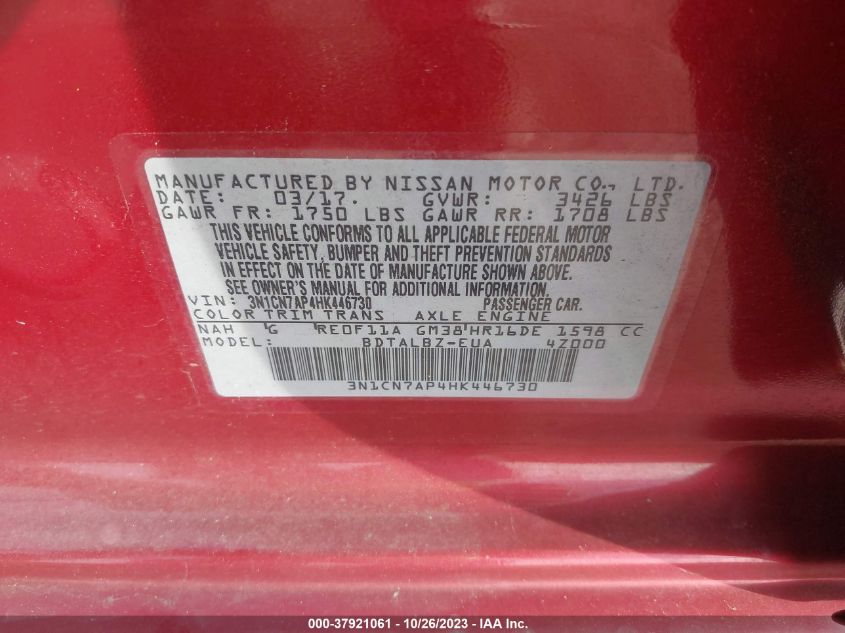 MANUFACTURED BY NISSAN MOTOR CO., LTD.
DATE: 03/17. GVWR: 3426 LBS
GAWR FR: 1750 LBS GAWR RR: 1708 LBS
THIS VEHICLE CONFORMS TO ALL APPLICABLE FEDERAL MOTOR
VEHICLE SAFETY, BUMPER AND THEFT PREVENTION STANDARDS
IN EFFECT ON THE DATE OF MANUFACTURE SHOWN ABOVE.
SEE OWNER'S MANUAL FOR ADDITIONAL INFORMATION.
VIN: 3N1CN7AP4HK446730 PASSENGER CAR.
COLOR TRIM TRANS AXLE ENGINE
NAH G RE0F11A GM38 HR16DE 1598 CC
MODEL: BDTALBZ-EUA 4Z000
3N1CN7AP4HK446730
000-37921061 - 10/26/2023 - IAA Inc.